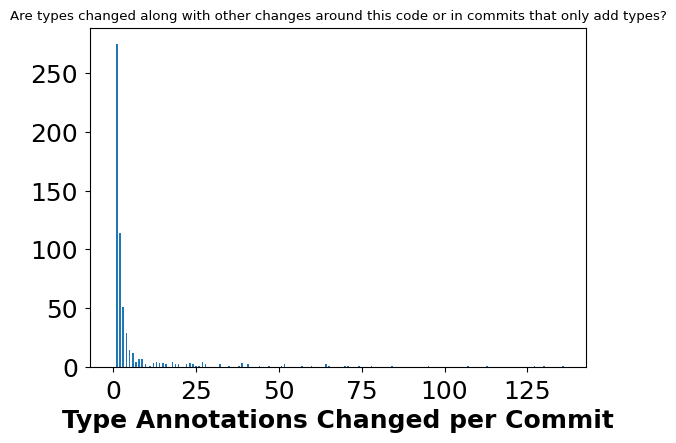 Are types changed along with other changes around this code or in commits that only add types?
250
200
150
100
50
0
0 25 50 75 100 125
Type Annotations Changed per Commit